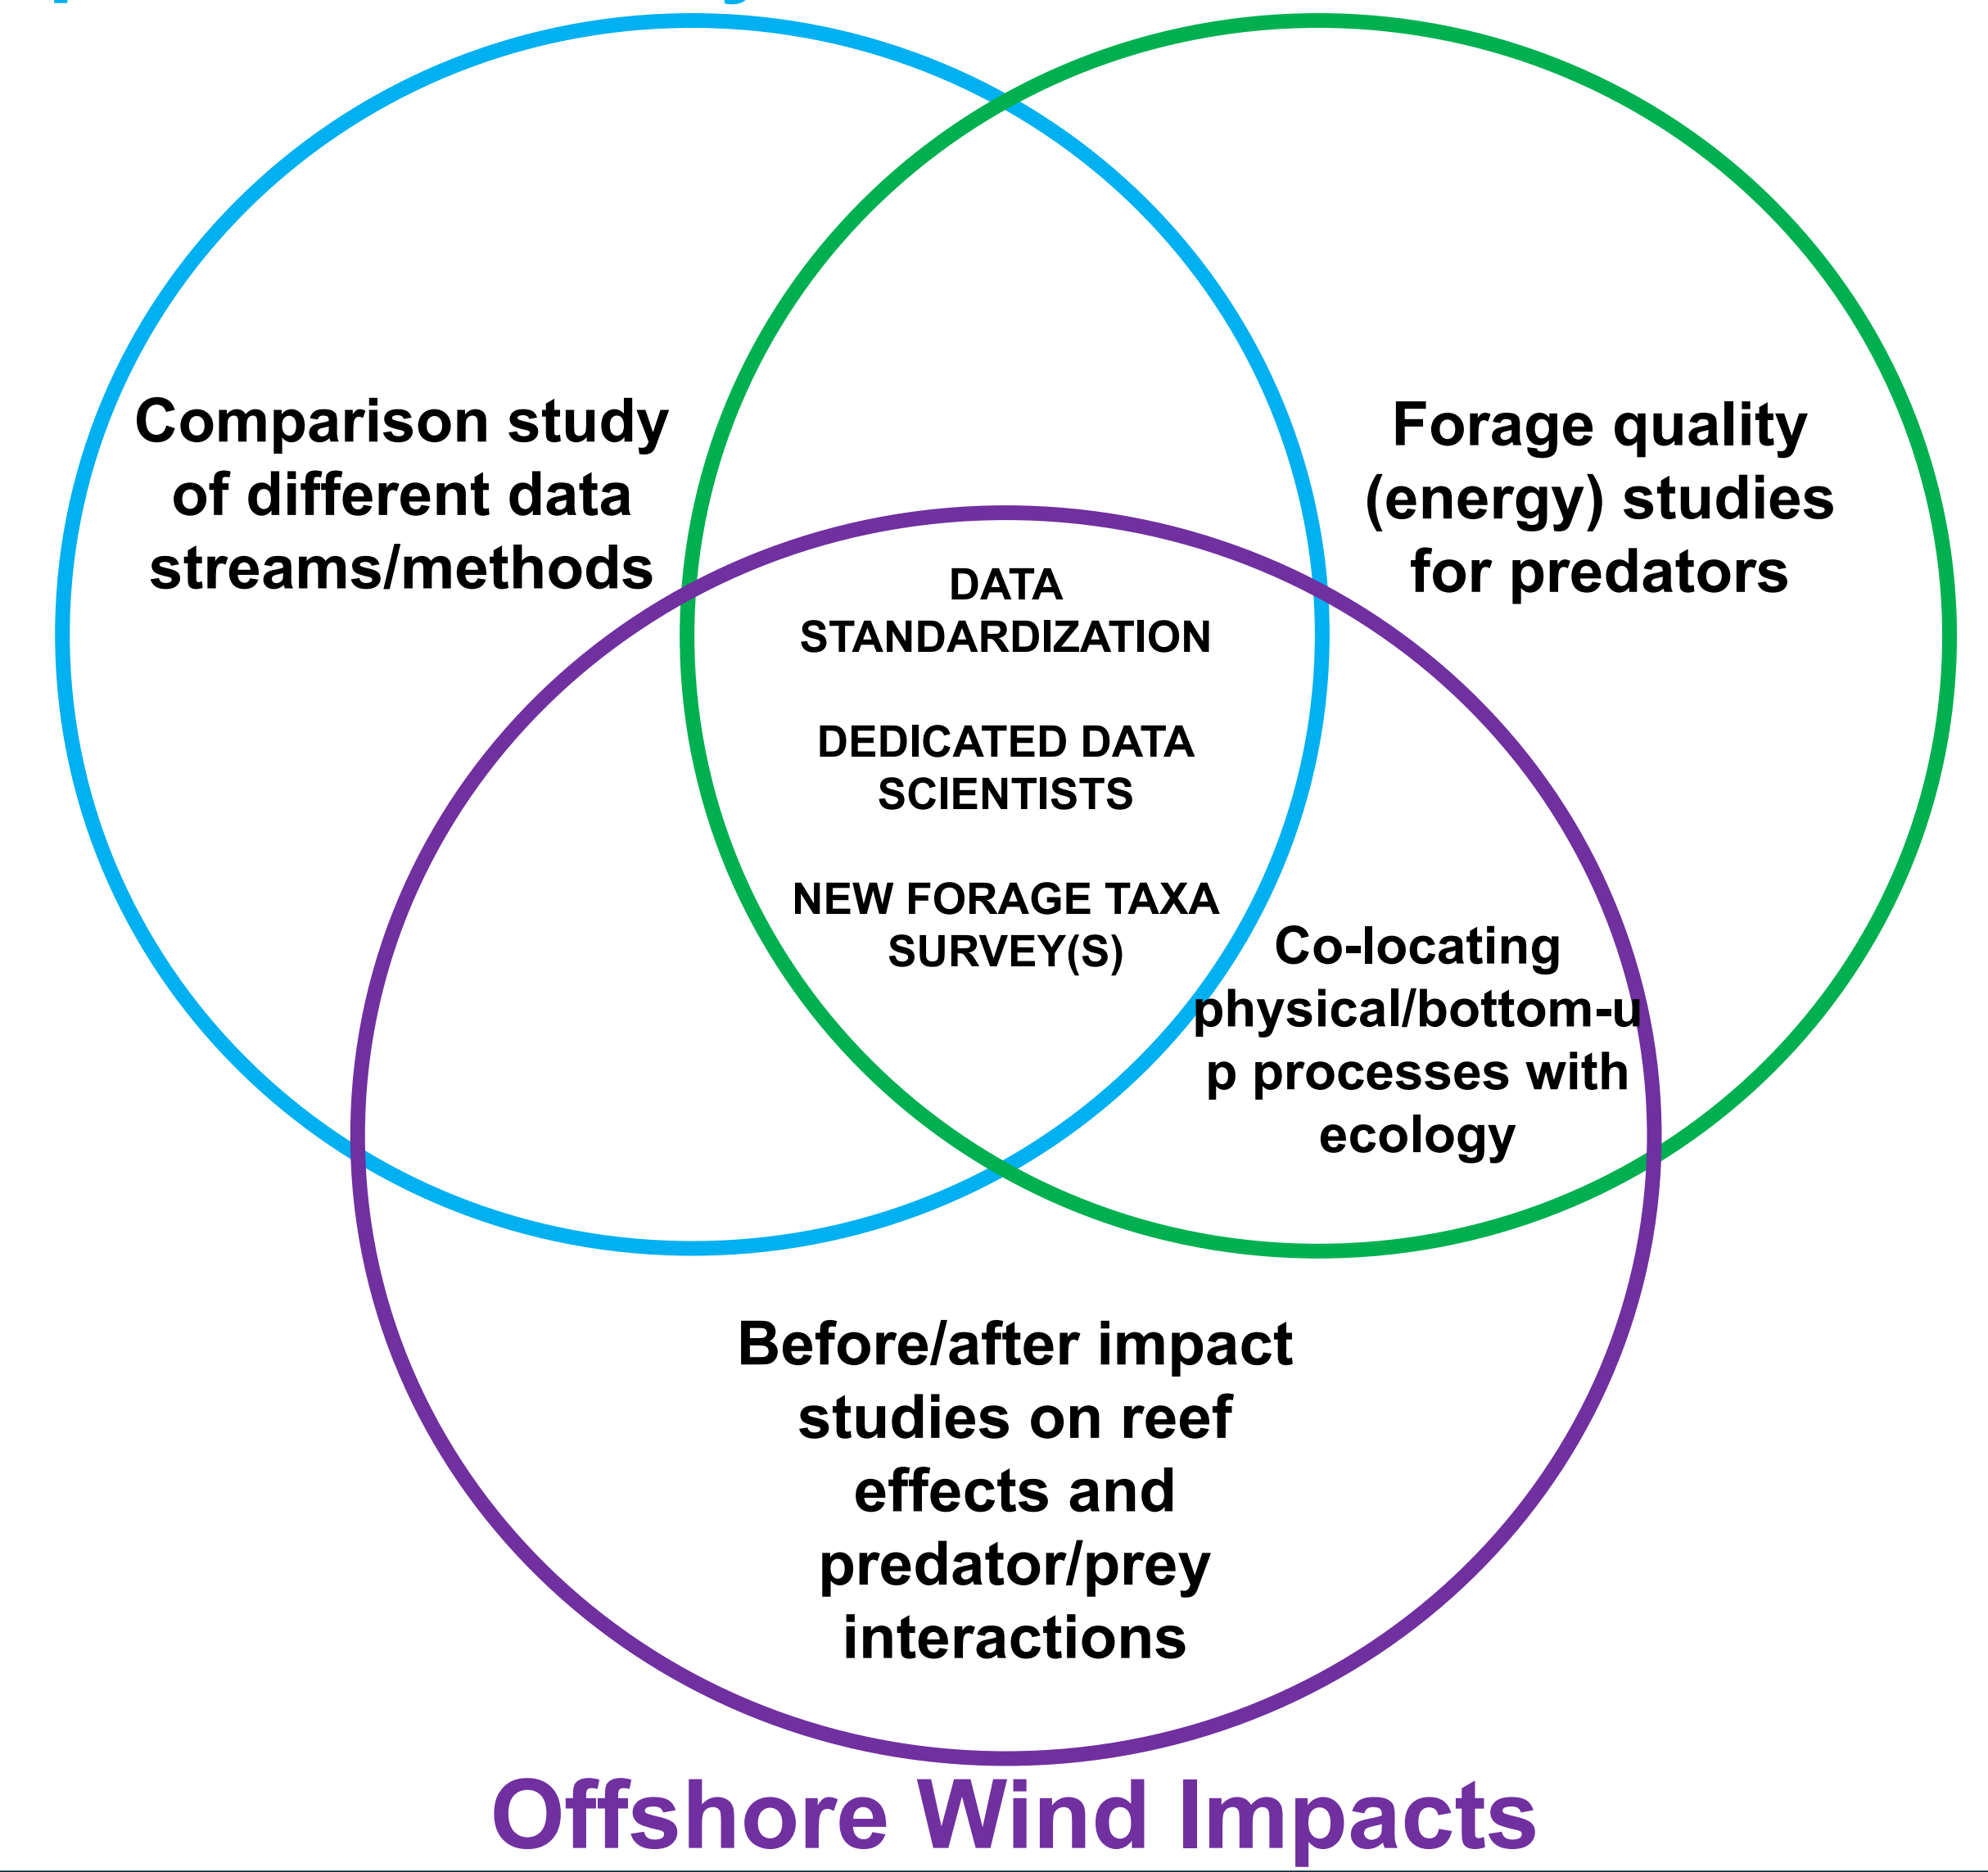 Comparison study
of different data
streams/methods
Forage quality
(energy) studies
for predators
DATA
STANDARDIZATION
DEDICATED DATA
SCIENTISTS
NEW FORAGE TAXA
SURVEY(S)
Co-locating
physical/bottom-u
p processes with
ecology
Before/after impact
studies on reef
effects and
predator/prey
interactions
Offshore Wind Impacts